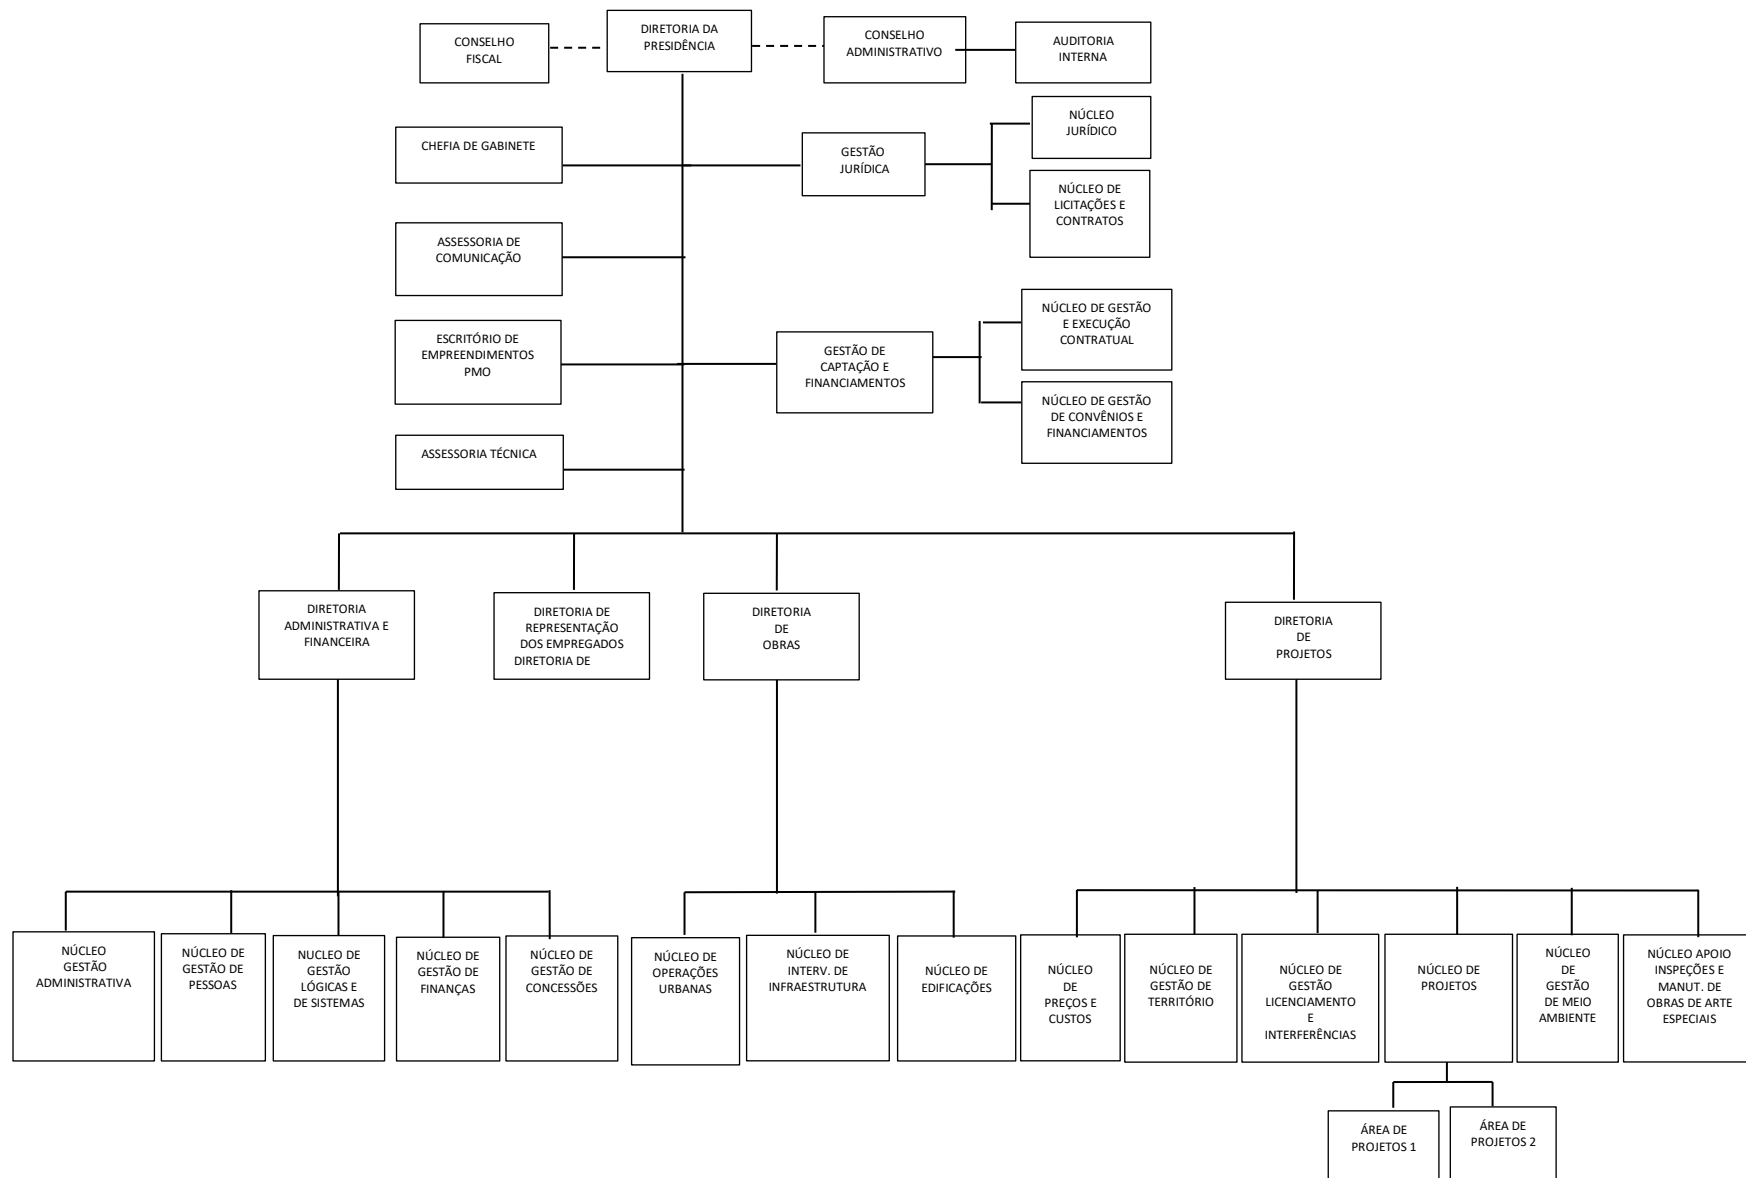 CONSELHO
FISCAL
DIRETORIA DA
PRESIDÊNCIA
CONSELHO
ADMINISTRATIVO
AUDITORIA
INTERNA
CHEFIA DE GABINETE
GESTÃO
JURÍDICA
NÚCLEO
JURÍDICO
NÚCLEO DE
LICITAÇÕES E
CONTRATOS
ASSESSORIA DE
COMUNICAÇÃO
ESCRITÓRIO DE
EMPREENDIMENTOS
PMO
GESTÃO DE
CAPTAÇÃO E
FINANCIAMENTOS
NÚCLEO DE GESTÃO
E EXECUÇÃO
CONTRATUAL
NÚCLEO DE GESTÃO
DE CONVÊNIOS E
FINANCIAMENTOS
ASSESSORIA TÉCNICA
DIRETORIA
ADMINISTRATIVA E
FINANCEIRA
DIRETORIA DE
REPRESENTAÇÃO
DOS EMPREGADOS
DIRETORIA DE
DIRETORIA
DE
OBRAS
DIRETORIA
DE
PROJETOS
NÚCLEO
GESTÃO
ADMINISTRATIVA
NÚCLEO DE
GESTÃO DE
PESSOAS
NUCLEO DE
GESTÃO
LÓGICAS E
DE SISTEMAS
NÚCLEO DE
GESTÃO DE
FINANÇAS
NÚCLEO DE
GESTÃO DE
CONCESSÕES
NÚCLEO DE
OPERAÇÕES
URBANAS
NÚCLEO DE
INTERV. DE
INFRAESTRUTURA
NÚCLEO DE
EDIFICAÇÕES
NÚCLEO
DE
PREÇOS E
CUSTOS
NÚCLEO DE
GESTÃO DE
TERRITÓRIO
NÚCLEO DE
GESTÃO
LICENCIAMENTO
E
INTERFERÊNCIAS
NÚCLEO DE
PROJETOS
NÚCLEO
DE
GESTÃO
DE MEIO
AMBIENTE
NÚCLEO APOIO
INSPEÇÕES E
MANUT. DE
OBRAS DE ARTE
ESPECIAIS
ÁREA DE
PROJETOS 1
ÁREA DE
PROJETOS 2